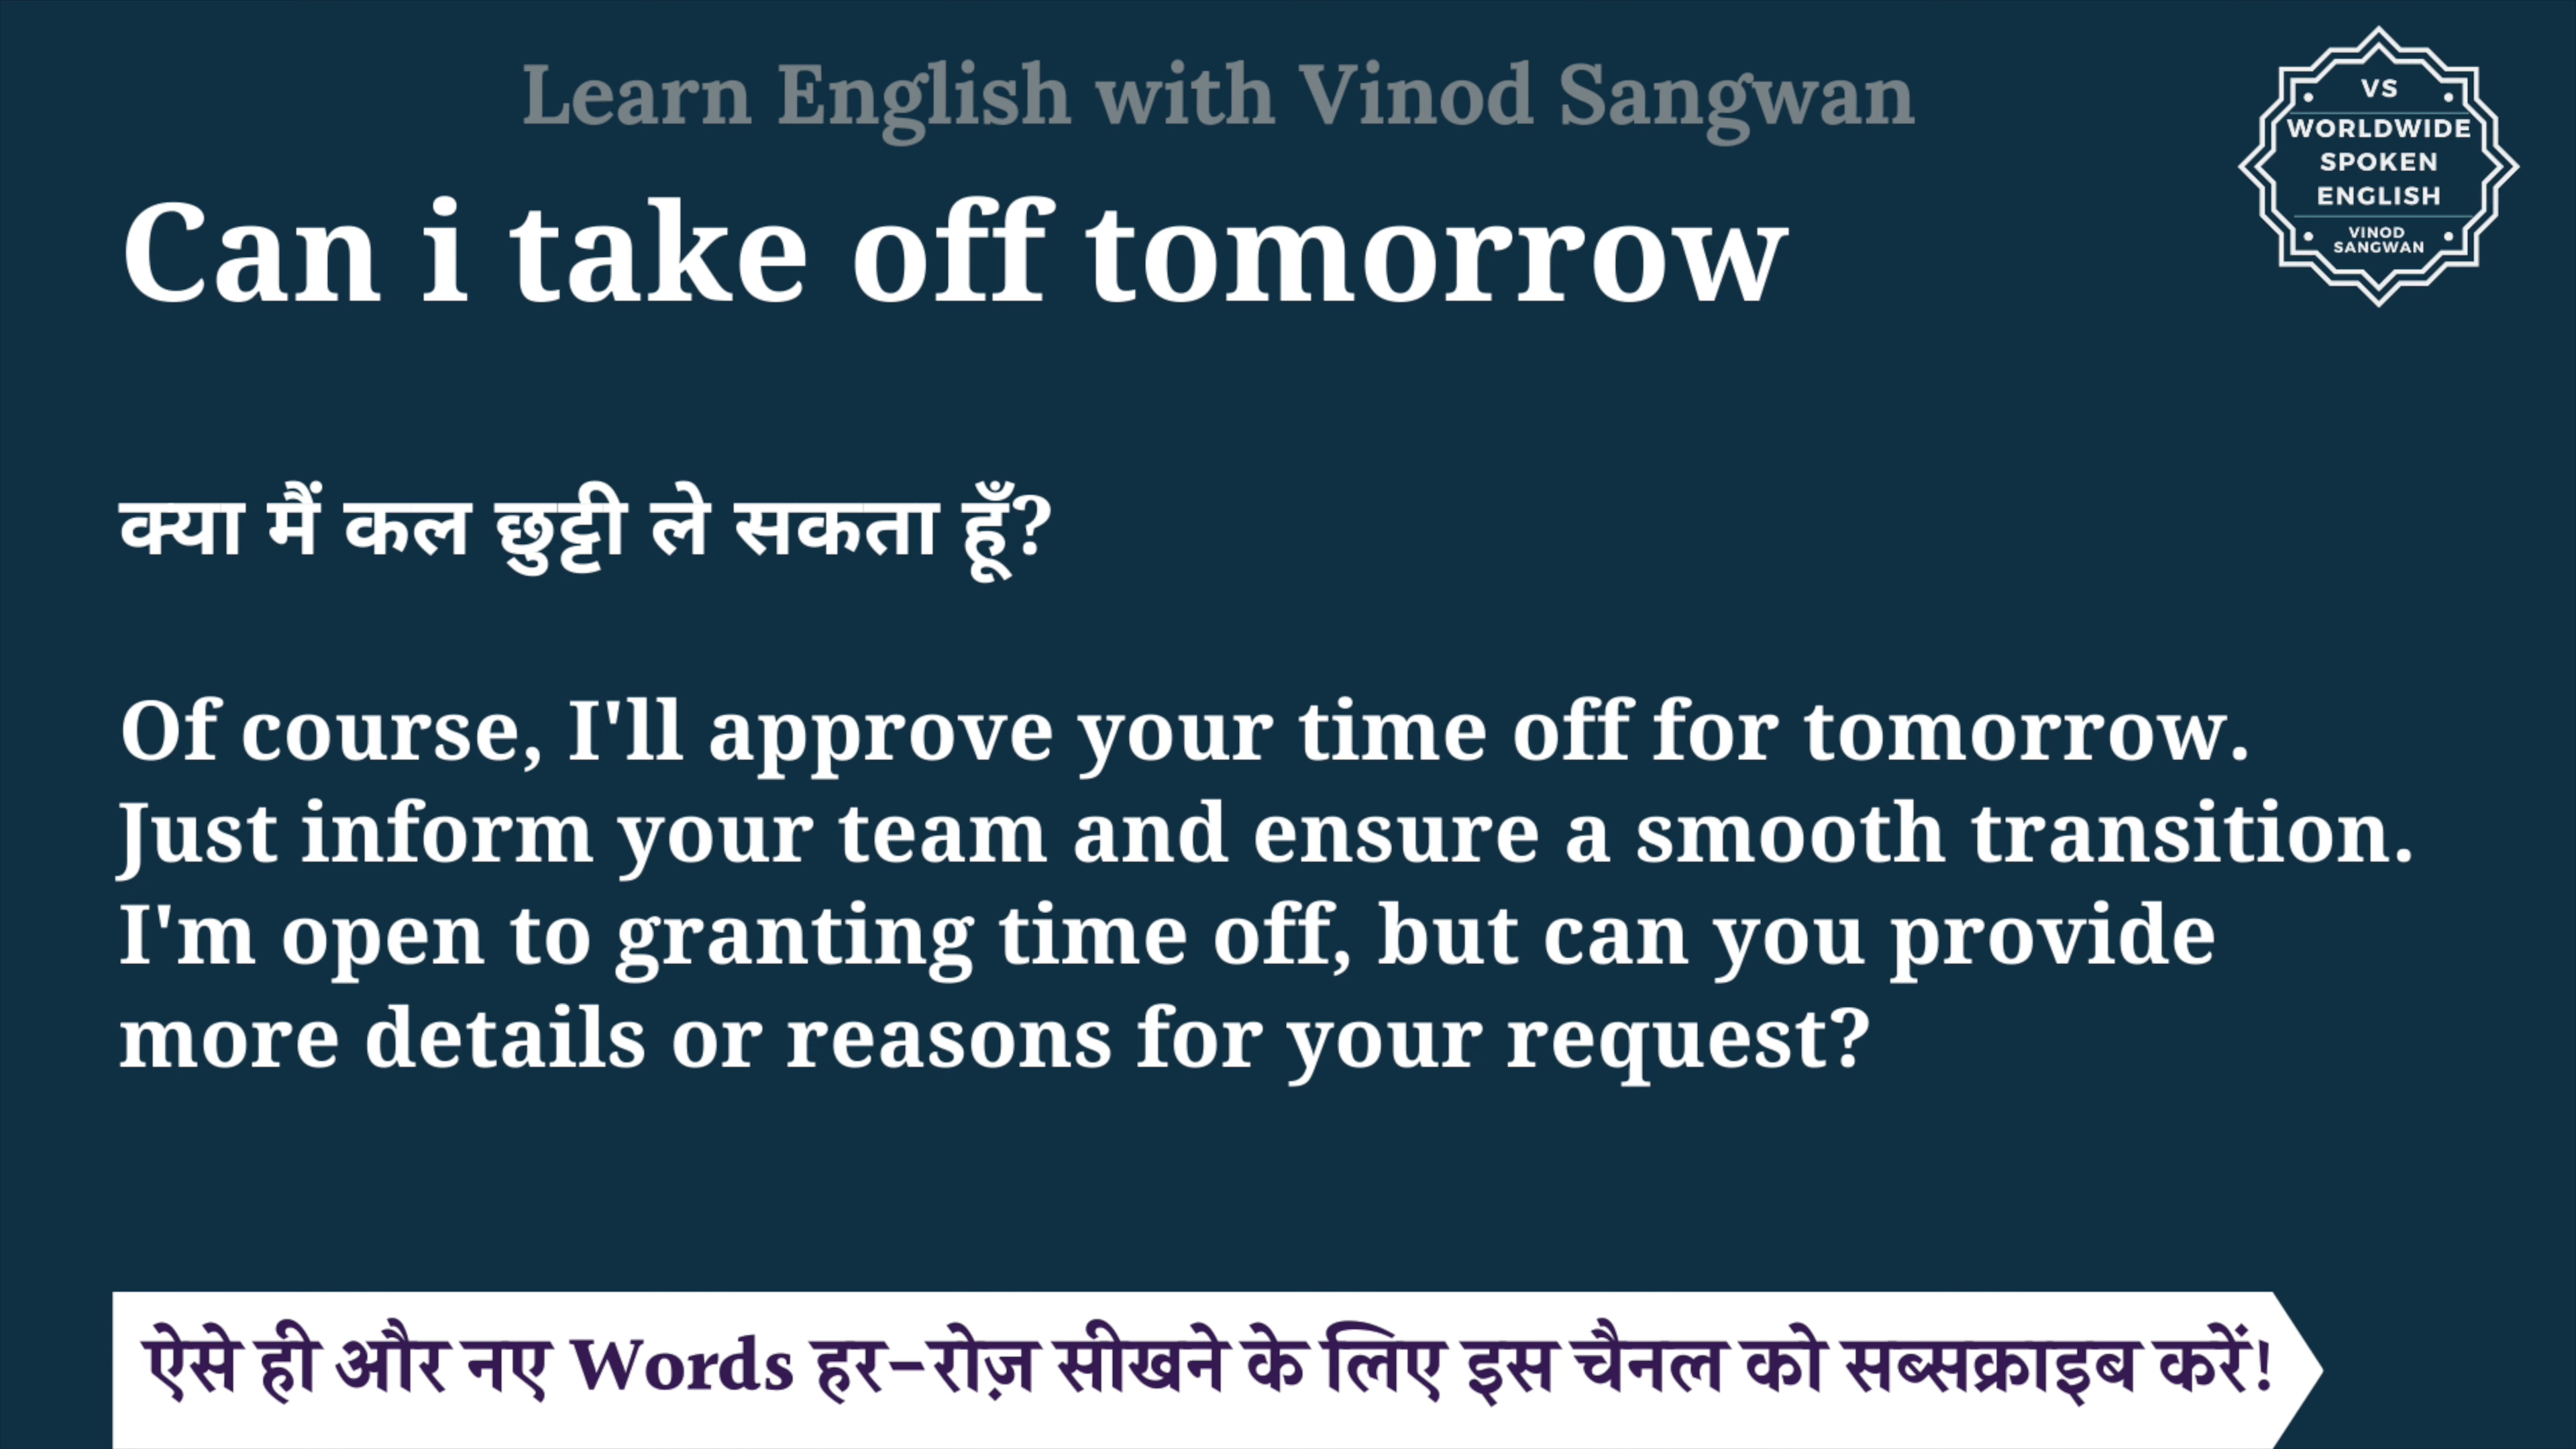 Learn English with Vinod Sangwan
VS
WORLDWIDE
SPOKEN
ENGLISH
VINOD
SANGWAN
Can i take off tomorrow
क्या मैं कल छुट्टी ले सकता हूँ?
Of course, I'll approve your time off for tomorrow.
Just inform your team and ensure a smooth transition.
I'm open to granting time off, but can you provide
more details or reasons for your request?
ऐसे ही और नए Words हर-रोज़ सीखने के लिए इस चैनल को सब्सक्राइब करें!